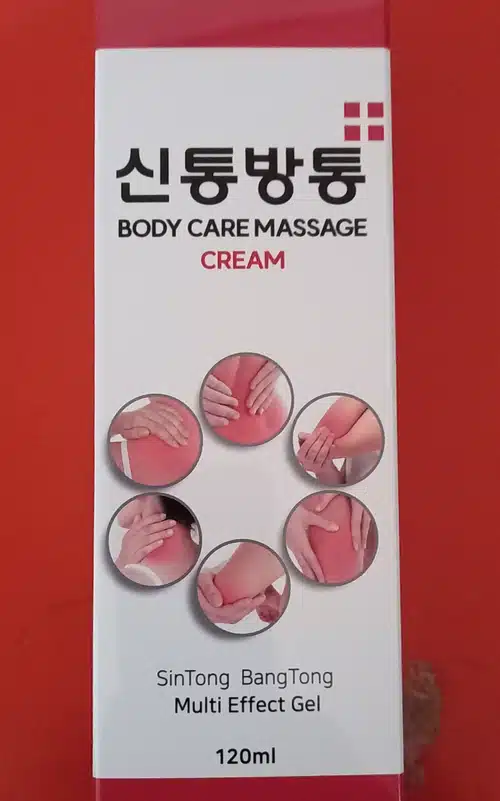 신통방통
BODY CARE MASSAGE
CREAM
SinTong BangTong
Multi Effect Gel
120ml